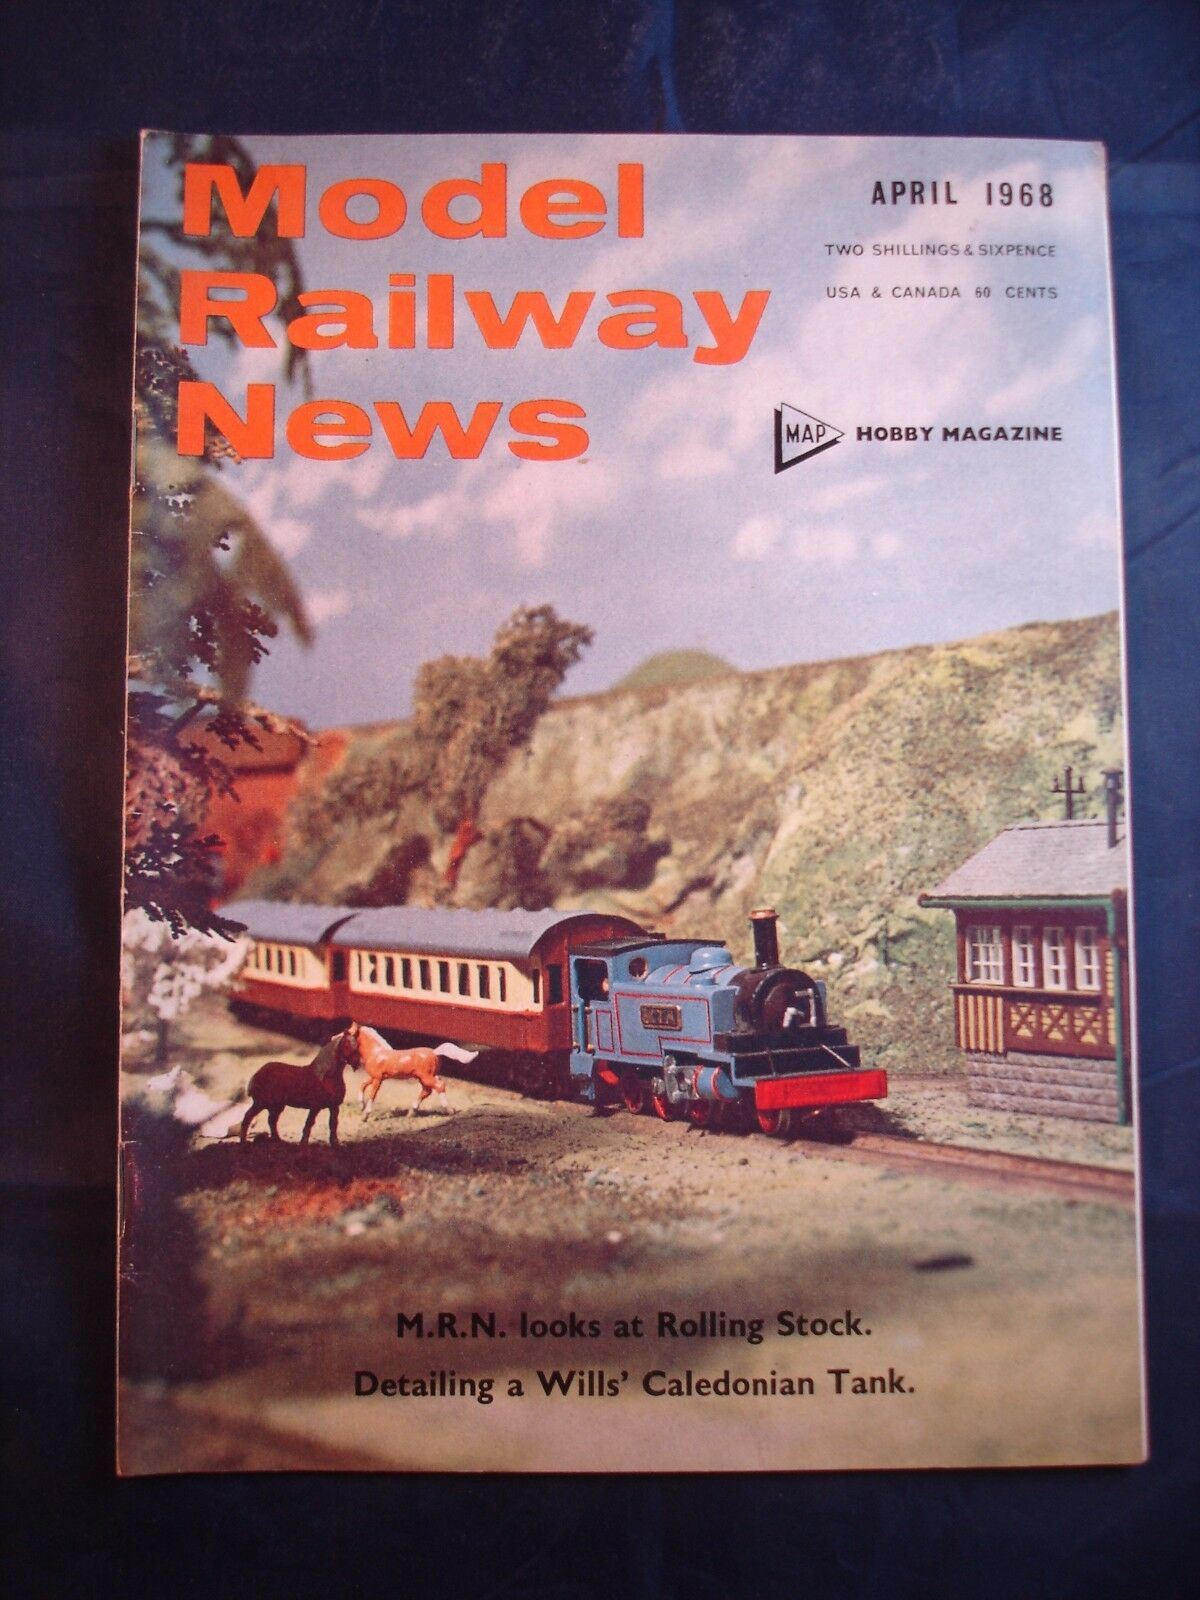 Model
Railway
News
APRIL 1968
TWO SHILLINGS & SIXPENCE
USA & CANADA 60 CENTS
MAP HOBBY MAGAZINE
M.R.N. looks at Rolling Stock.
Detailing a Wills' Caledonian Tank.